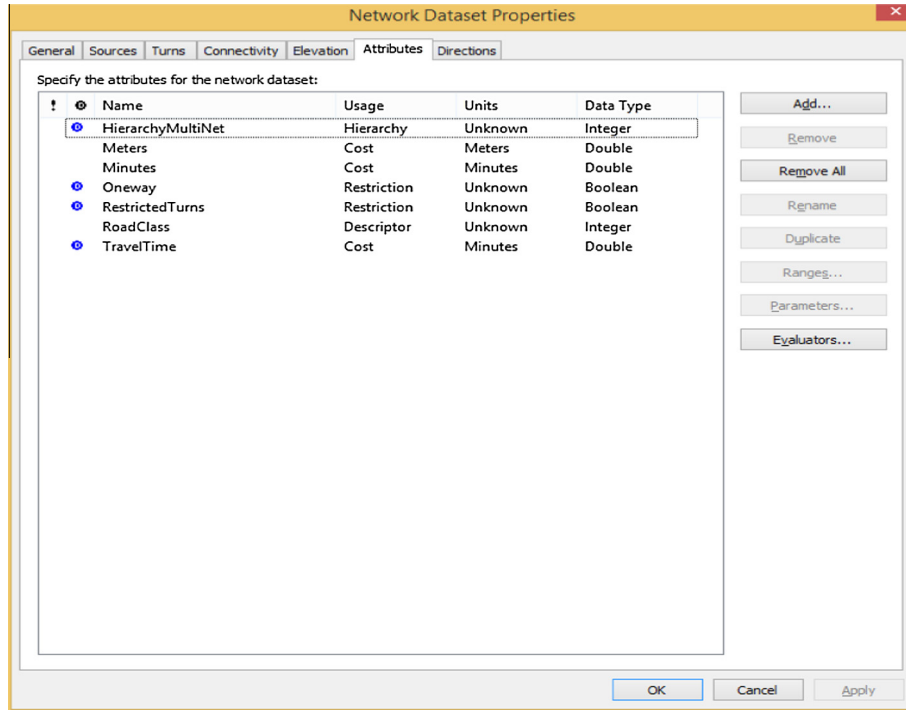 Network Dataset Properties
General Sources Turns Connectivity Elevation Attributes Directions
Specify the attributes for the network dataset:
! Name Usage Units Data Type
HierarchyMultiNet Hierarchy Unknown Integer
Meters Cost Meters Double
Minutes Cost Minutes Double
Oneway Restriction Unknown Boolean
RestrictedTurns Restriction Unknown Boolean
RoadClass Descriptor Unknown Integer
TravelTime Cost Minutes Double
Add...
Remove
Remove All
Rename
Duplicate
Ranges...
Parameters...
Evaluators...
OK Cancel Apply